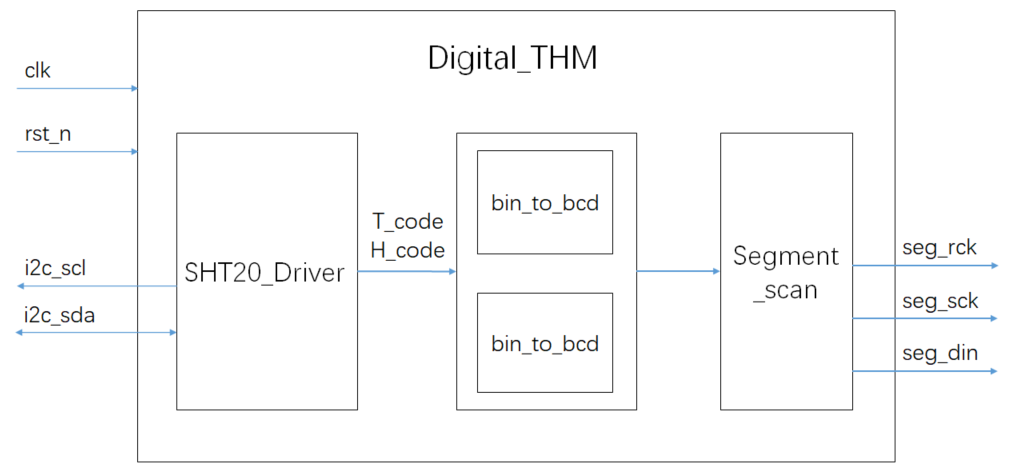 Digital_THM
clk
rst_n
i2c_scl
i2c_sda
SHT20_Driver
T_code
H_code
bin_to_bcd
bin_to_bcd
Segment
_scan
seg_rck
seg_sck
seg_din